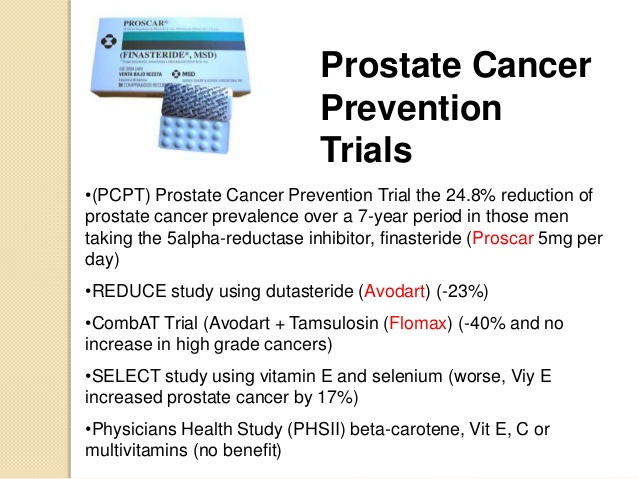 PROSCAR®
(FINASTERIDE®, MSD)
VENTA BAJO RECETA
MSD
Prostate Cancer
Prevention
Trials
•(PCPT) Prostate Cancer Prevention Trial the 24.8% reduction of
prostate cancer prevalence over a 7-year period in those men
taking the 5alpha-reductase inhibitor, finasteride (Proscar 5mg per
day)
•REDUCE study using dutasteride (Avodart) (-23%)
•CombAT Trial (Avodart + Tamsulosin (Flomax) (-40% and no
increase in high grade cancers)
•SELECT study using vitamin E and selenium (worse, Viy E
increased prostate cancer by 17%)
•Physicians Health Study (PHSII) beta-carotene, Vit E, C or
multivitamins (no benefit)